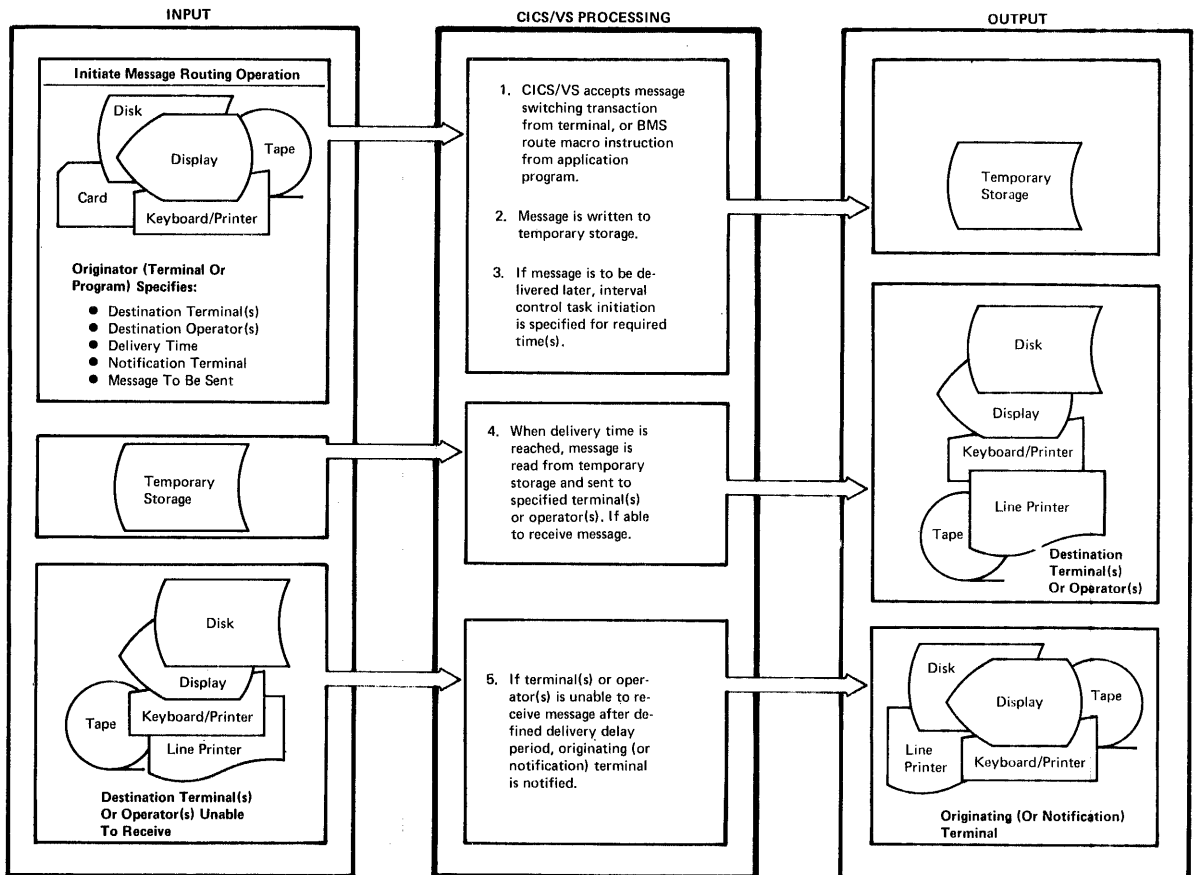 INPUT
CICS/VS PROCESSING
OUTPUT
Initiate Message Routing Operation
Disk
Display
Tape
Card
Keyboard/Printer
Originator (Terminal Or
Program) Specifies:
● Destination Terminal(s)
● Destination Operator(s)
● Delivery Time
● Notification Terminal
● Message To Be Sent
1. CICS/VS accepts message
switching transaction
from terminal, or BMS
route macro instruction
from application
program.
2. Message is written to
temporary storage.
3. If message is to be de-
livered later, interval
control task initiation
is specified for required
time(s).
Temporary
Storage
Temporary
Storage
4. When delivery time is
reached, message is
read from temporary
storage and sent to
specified terminal(s)
or operator(s). If able
to receive message.
Disk
Display
Keyboard/Printer
Line Printer
Tape
Destination
Terminal(s)
Or Operator(s)
Disk
Display
Tape
Keyboard/Printer
Line Printer
Destination Terminal(s)
Or Operator(s) Unable
To Receive
5. If terminal(s) or oper-
ator(s) is unable to re-
ceive message after de-
fined delivery delay
period, originating (or
notification) terminal
is notified.
Disk
Display
Tape
Line
Printer
Keyboard/Printer
Originating (Or Notification)
Terminal